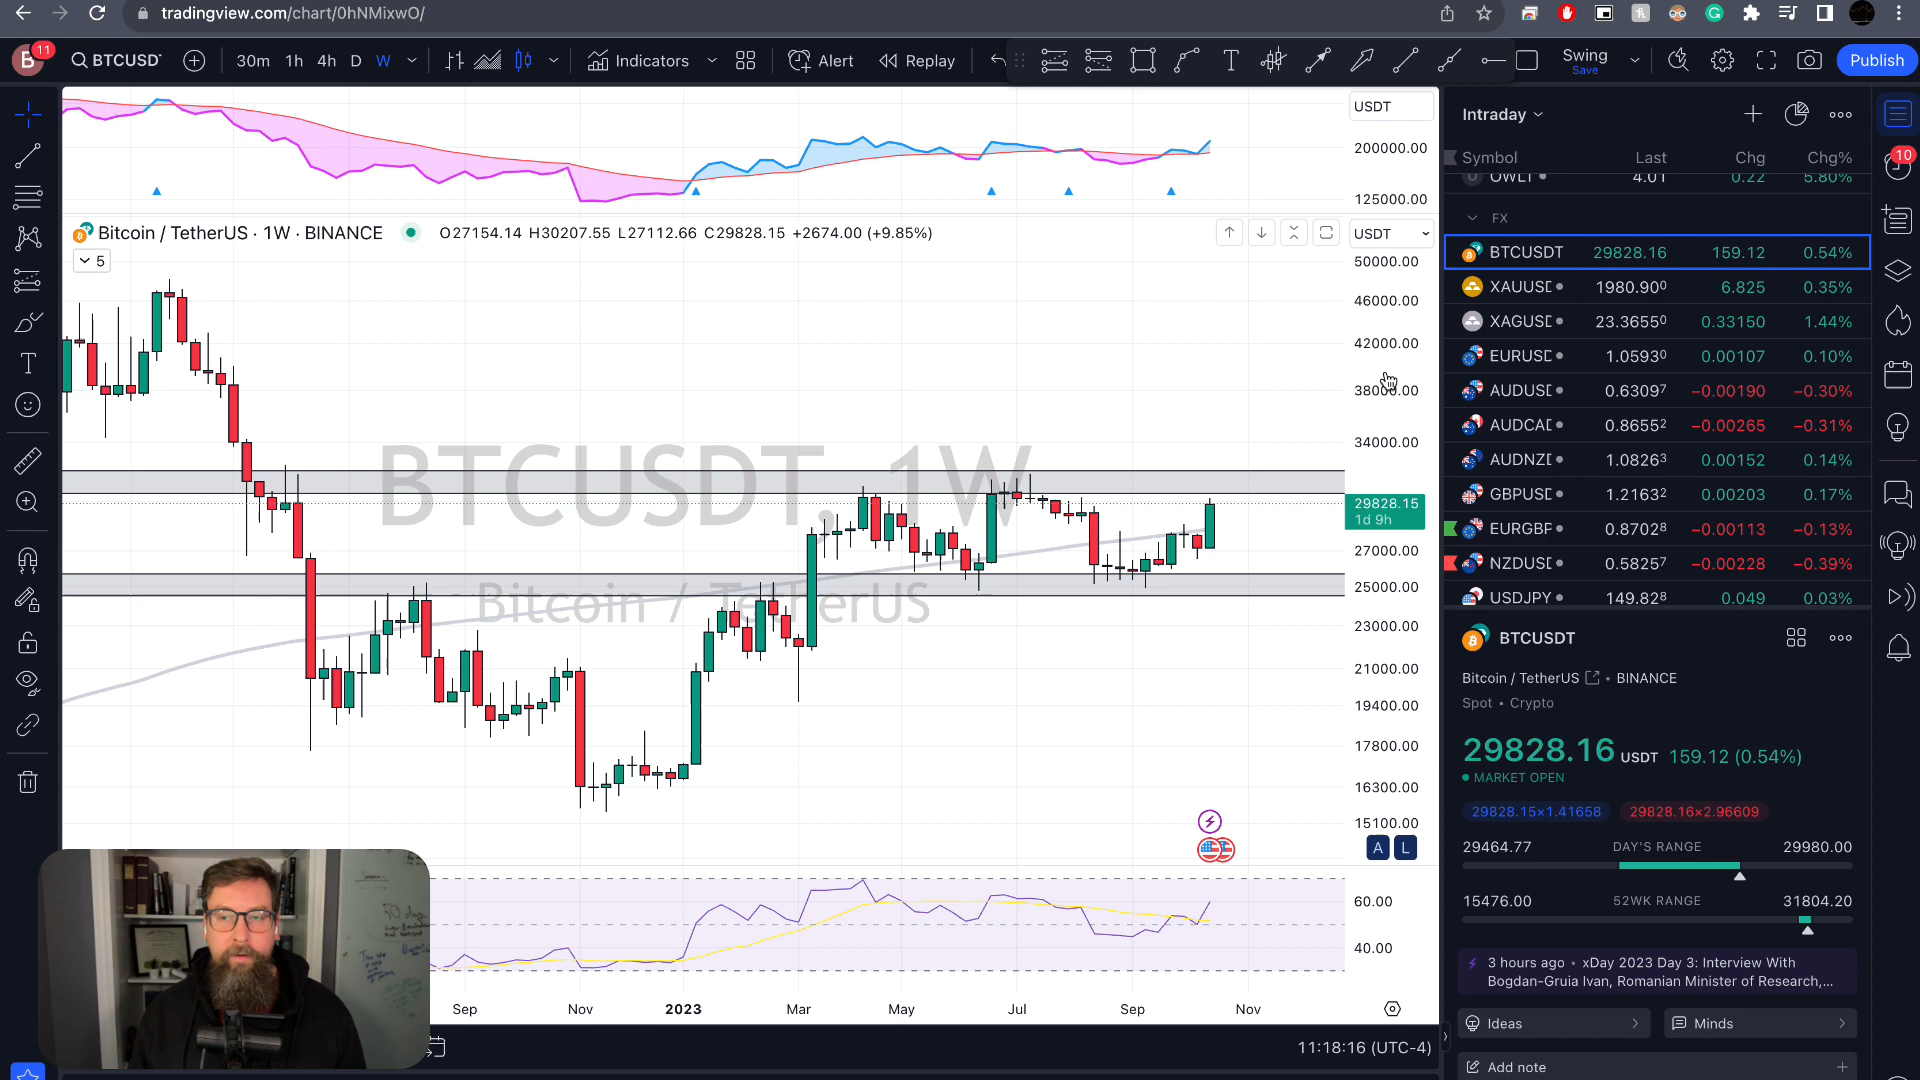 tradingview.com/chart/0hNMixwO/
B 11 BTCUSDT 30m 1h 4h D W Indicators Alert Replay T Swing Save Publish
USDT
200000.00
125000.00
Bitcoin / TetherUS · 1W · BINANCE O27154.14 H30207.55 L27112.66 C29828.15 +2674.00 (+9.85%)
USDT
5
50000.00
46000.00
42000.00
38000.00
34000.00
BTCUSDT, 1W
Bitcoin / TetherUS
29828.15
1d 9h
27000.00
25000.00
23000.00
21000.00
19400.00
17800.00
16300.00
15100.00
A L
60.00
40.00
Sep Nov 2023 Mar May Jul Sep Nov
11:18:16 (UTC-4)
Intraday
10
Symbol Last Chg Chg%
OWLT 4.01 0.22 5.80%
FX
BTCUSDT 29828.16 159.12 0.54%
XAUUSD 1980.900 6.825 0.35%
XAGUSD 23.36550 0.33150 1.44%
EURUSD 1.05930 0.00107 0.10%
AUDUSD 0.63097 −0.00190 −0.30%
AUDCAD 0.86552 −0.00265 −0.31%
AUDNZD 1.08263 0.00152 0.14%
GBPUSD 1.21632 0.00203 0.17%
EURGBP 0.87028 −0.00113 −0.13%
NZDUSD 0.58257 −0.00228 −0.39%
USDJPY 149.828 0.049 0.03%
BTCUSDT
Bitcoin / TetherUS • BINANCE
Spot • Crypto
29828.16 USDT 159.12 (0.54%)
MARKET OPEN
29828.15×1.41658 29828.16×2.96609
29464.77 DAY'S RANGE 29980.00
15476.00 52WK RANGE 31804.20
3 hours ago • xDay 2023 Day 3: Interview With
Bogdan-Gruia Ivan, Romanian Minister of Research,...
Ideas Minds
Add note